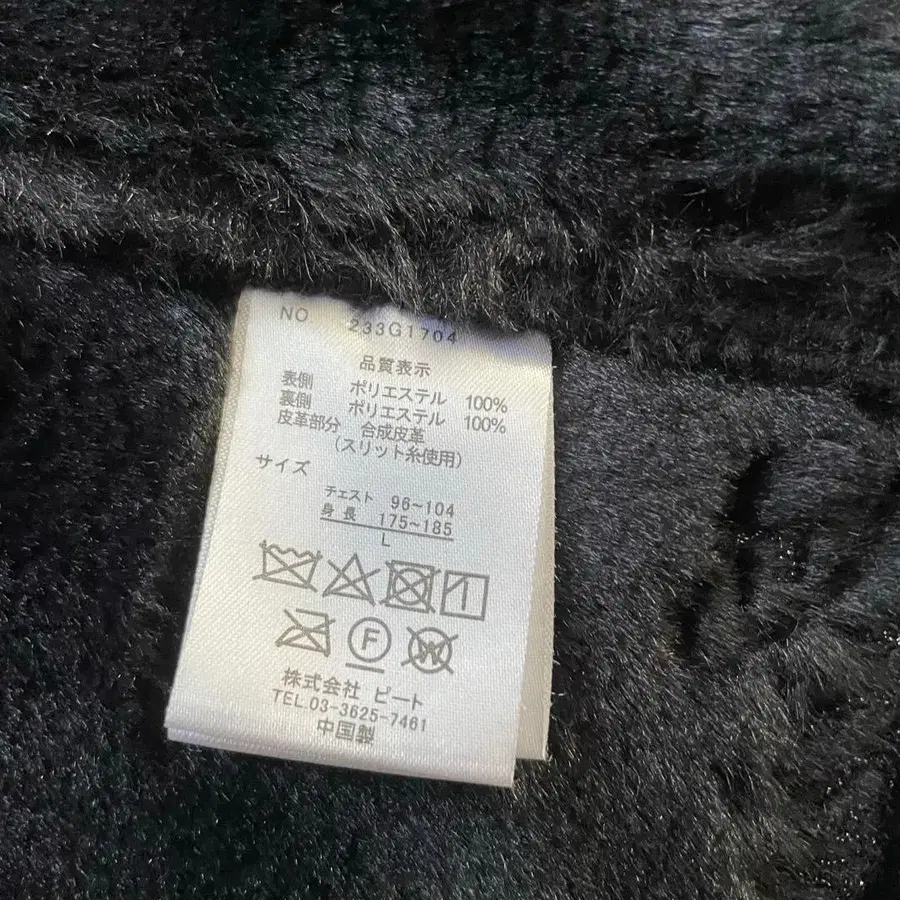 NO. 233G1704
品質表示
表側 ポリエステル 100%
裏側 ポリエステル 100%
皮革部分 合成皮革
(スリット糸使用)
サイズ
チェスト 96~104
身長 175~185
L
F
W
株式会社 ビート
TEL.03-3625-7461
中国製